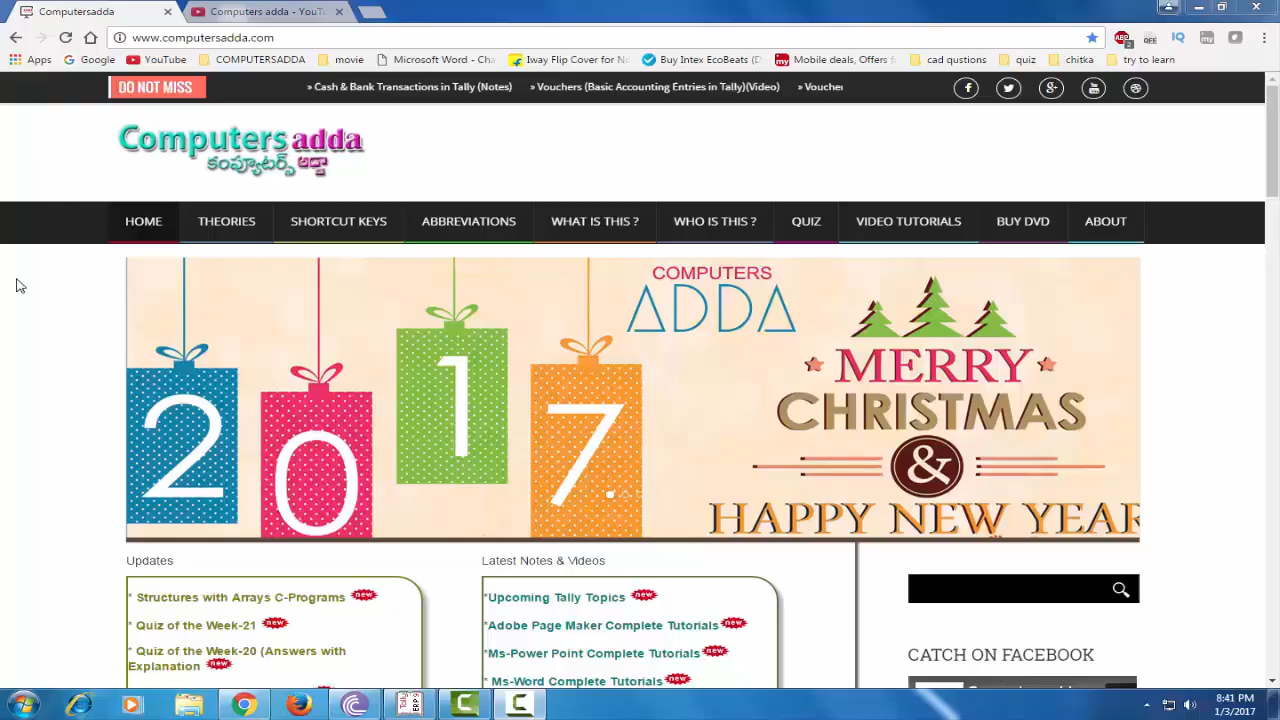 Computersadda
Computers adda - YouT
www.computersadda.com
Apps
Google
YouTube
COMPUTERSADDA
movie
Microsoft Word - Cha
Iway Flip Cover for No
Buy Intex EcoBeats (D
Mobile deals, Offers f
cad qustions
quiz
chitka
try to learn
DO NOT MISS
» Cash & Bank Transactions in Tally (Notes)
» Vouchers (Basic Accounting Entries in Tally)(Video)
» Voucher
Computers adda
కంప్యూటర్స్ అడ్డా
HOME
THEORIES
SHORTCUT KEYS
ABBREVIATIONS
WHAT IS THIS ?
WHO IS THIS ?
QUIZ
VIDEO TUTORIALS
BUY DVD
ABOUT
COMPUTERS
ADDA
2017
MERRY
CHRISTMAS
&
HAPPY NEW YEAR
Updates
* Structures with Arrays C-Programs new
* Quiz of the Week-21 new
* Quiz of the Week-20 (Answers with
Explanation new
Latest Notes & Videos
*Upcoming Tally Topics new
*Adobe Page Maker Complete Tutorials new
*Ms-Power Point Complete Tutorials new
* Ms-Word Complete Tutorials new
CATCH ON FACEBOOK
8:41 PM
1/3/2017